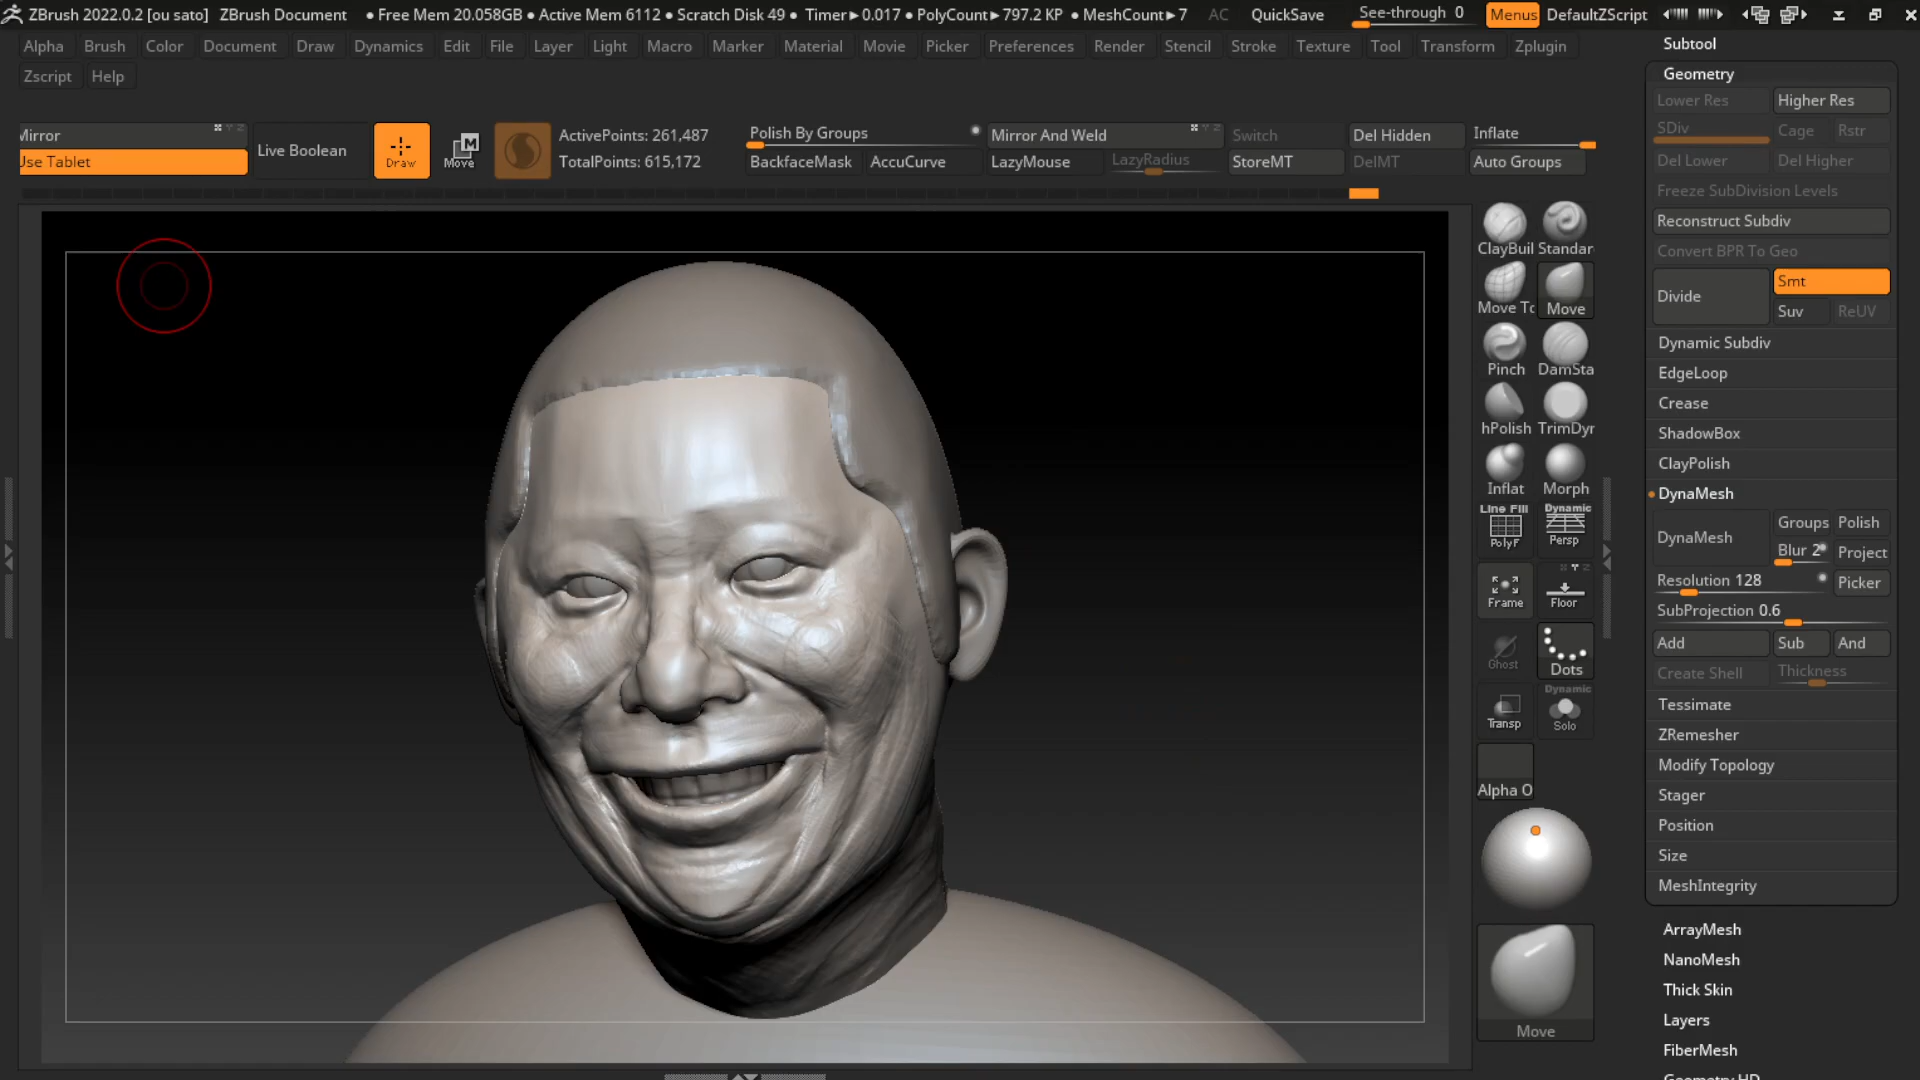 ZBrush 2022.0.2 [ou sato] ZBrush Document • Free Mem 20.058GB • Active Mem 6112 • Scratch Disk 49 • Timer►0.017 • PolyCount►797.2 KP • MeshCount►7 AC QuickSave See-through 0 Menus DefaultZScript
Alpha Brush Color Document Draw Dynamics Edit File Layer Light Macro Marker Material Movie Picker Preferences Render Stencil Stroke Texture Tool Transform Zplugin
Zscript Help
Mirror
Use Tablet
Live Boolean
Draw
Move
ActivePoints: 261,487
TotalPoints: 615,172
Polish By Groups
BackfaceMask AccuCurve
Mirror And Weld
LazyMouse LazyRadius
Switch
StoreMT
Del Hidden
DelMT
Inflate
Auto Groups
ClayBuil Standar
Move To Move
Pinch DamSta
hPolish TrimDyn
Inflat Morph
Line Fill
PolyF
Dynamic
Persp
Frame Floor
Ghost Dots
Transp
Dynamic
Solo
Alpha O
Move
Subtool
Geometry
Lower Res Higher Res
SDiv Cage Rstr
Del Lower Del Higher
Freeze SubDivision Levels
Reconstruct Subdiv
Convert BPR To Geo
Divide Smt
Suv ReUV
Dynamic Subdiv
EdgeLoop
Crease
ShadowBox
ClayPolish
DynaMesh
DynaMesh Groups Polish
Blur 2 Project
Resolution 128 Picker
SubProjection 0.6
Add Sub And
Create Shell Thickness
Tessimate
ZRemesher
Modify Topology
Stager
Position
Size
MeshIntegrity
ArrayMesh
NanoMesh
Thick Skin
Layers
FiberMesh
Geometry HD